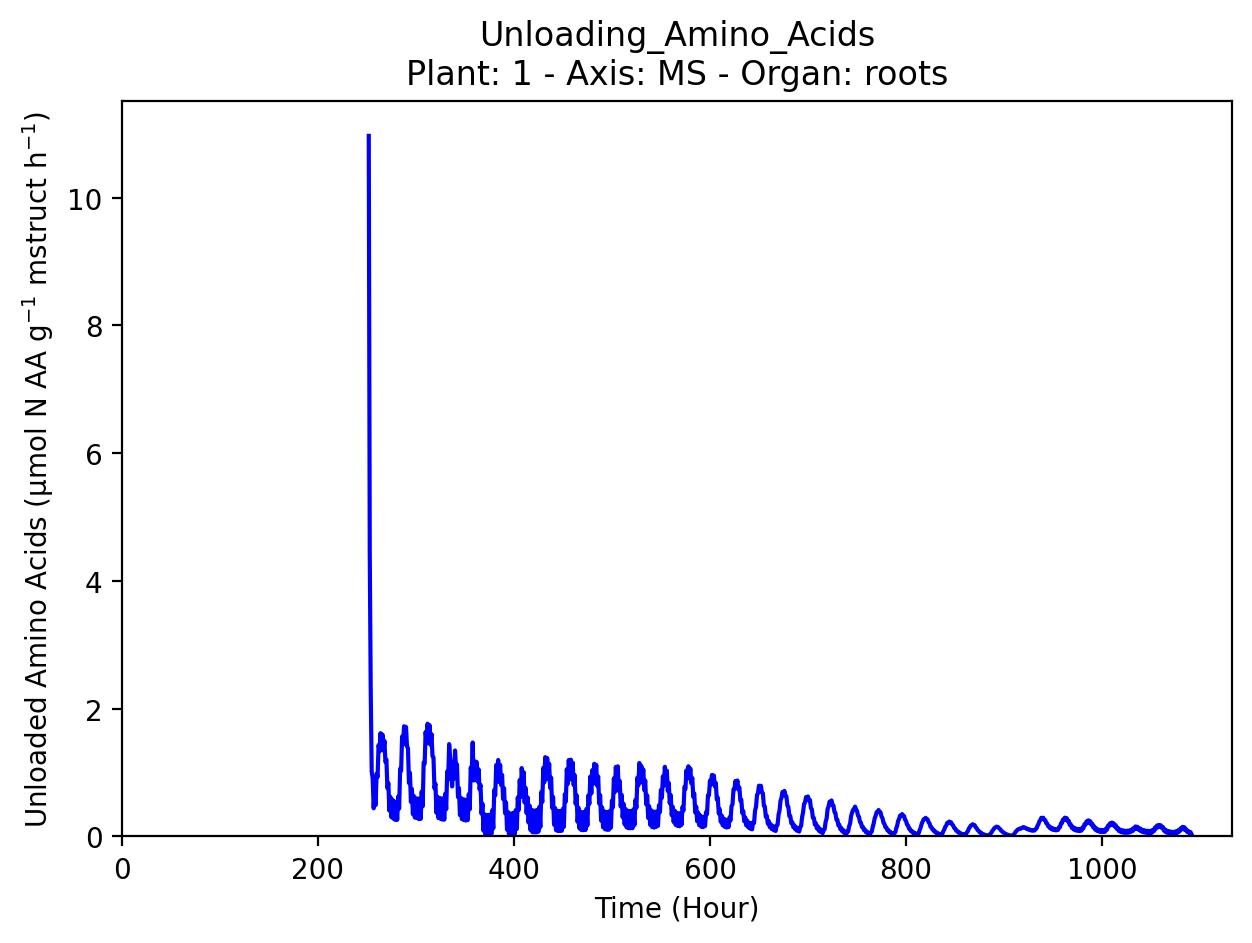 Unloading_Amino_Acids
Plant: 1 - Axis: MS - Organ: roots
Unloaded Amino Acids (µmol N AA g⁻¹ mstruct h⁻¹)
10
8
6
4
2
0
0 200 400 600 800 1000
Time (Hour)